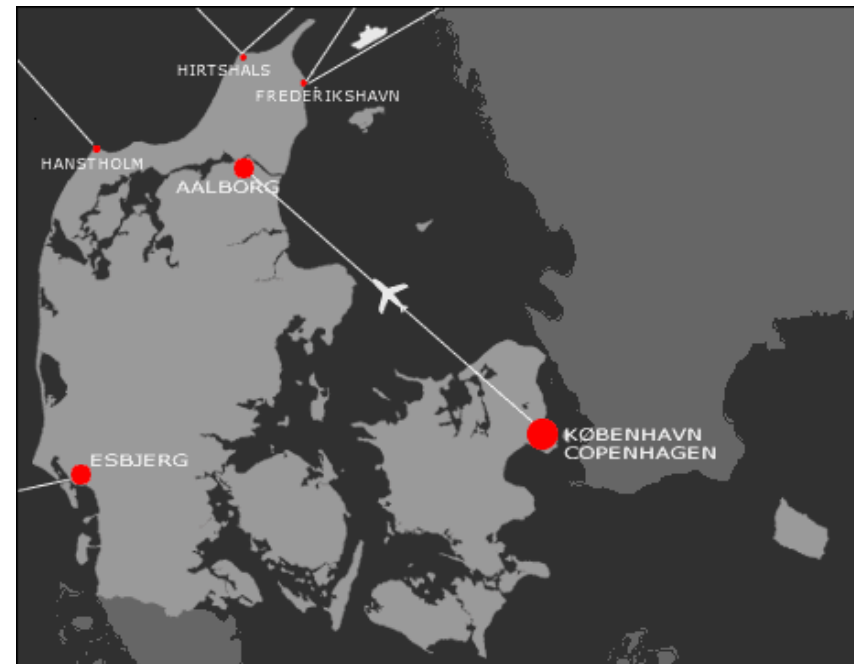 HIRTSHALS
FREDERIKSHAVN
HANSTHOLM
AALBORG
KØBENHAVN
COPENHAGEN
ESBJERG